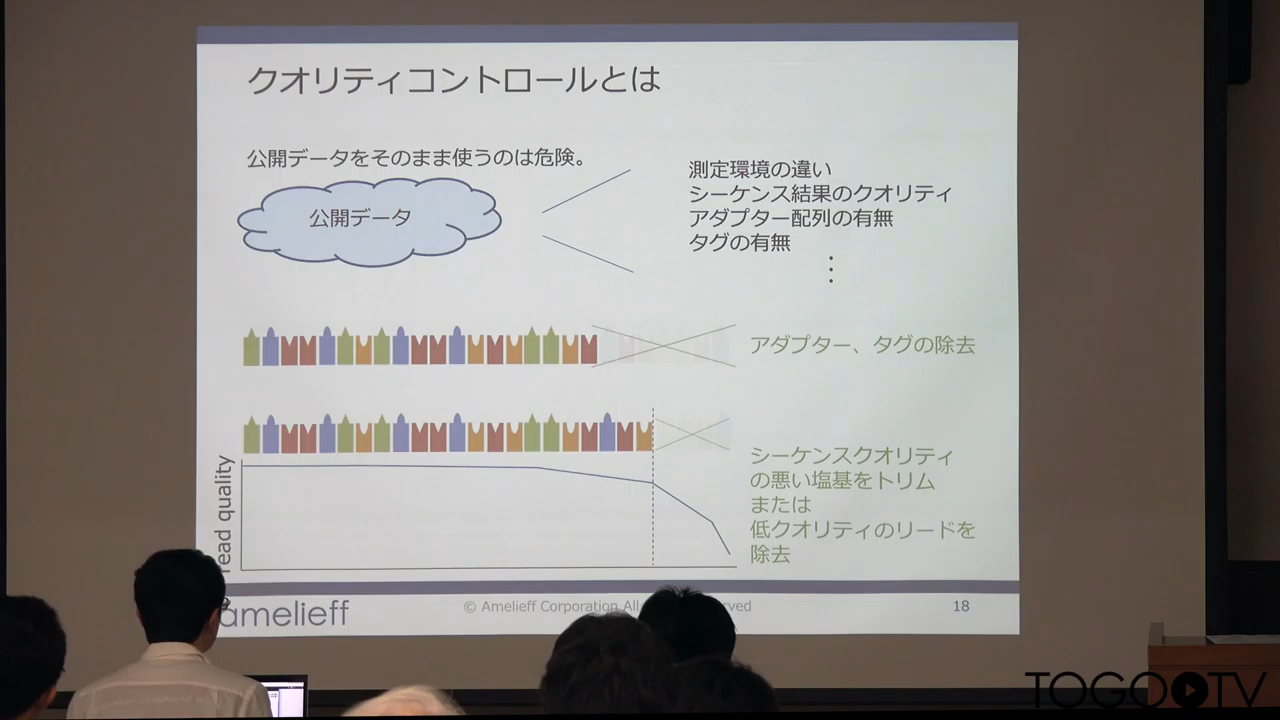 クオリティコントロールとは
公開データをそのまま使うのは危険。
公開データ
測定環境の違い
シーケンス結果のクオリティ
アダプター配列の有無
タグの有無
アダプター、タグの除去
シーケンスクオリティ
の悪い塩基をトリム
または
低クオリティのリードを
除去
read quality
amelieff
© Amelieff Corporation All
18
TOGOTV